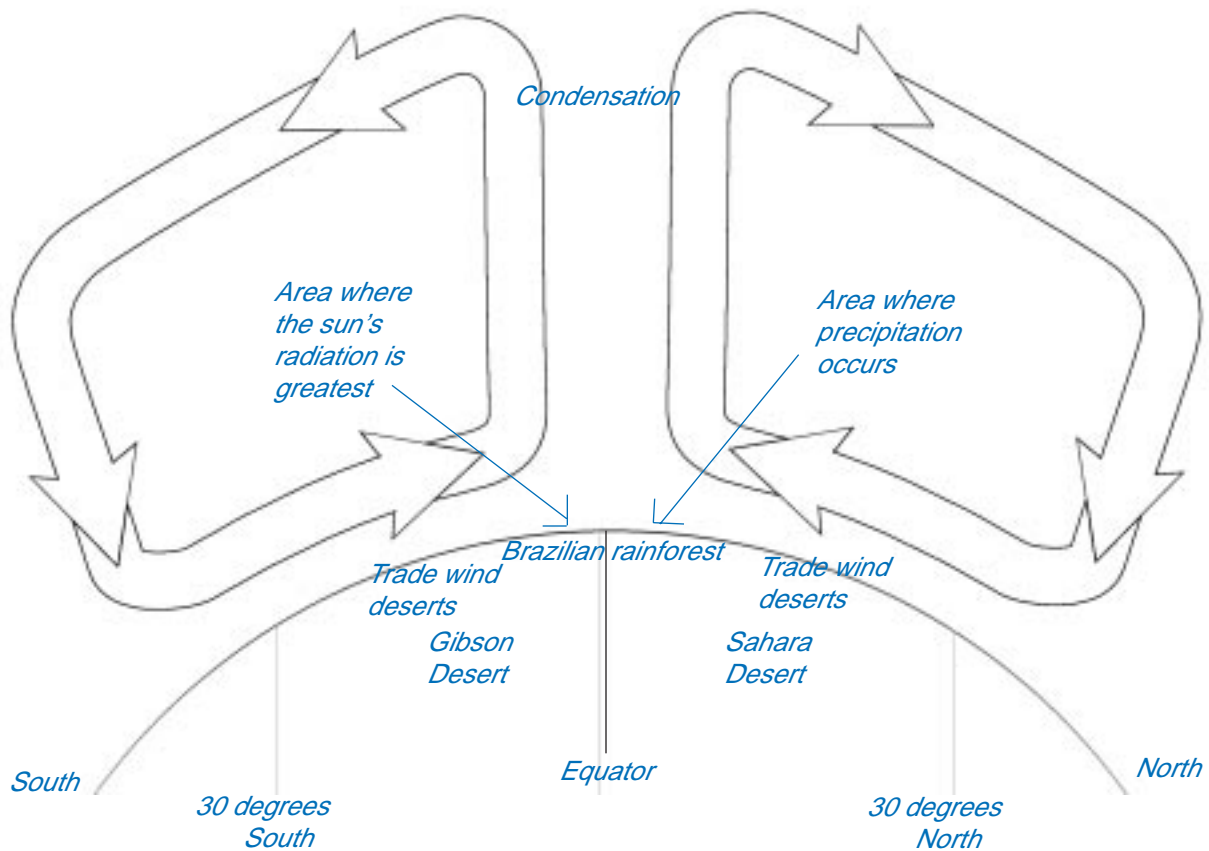 Condensation
Area where
the sun's
radiation is
greatest
Area where
precipitation
occurs
Brazilian rainforest
Trade wind
deserts
Trade wind
deserts
Gibson
Desert
Sahara
Desert
South
Equator
North
30 degrees
South
30 degrees
North